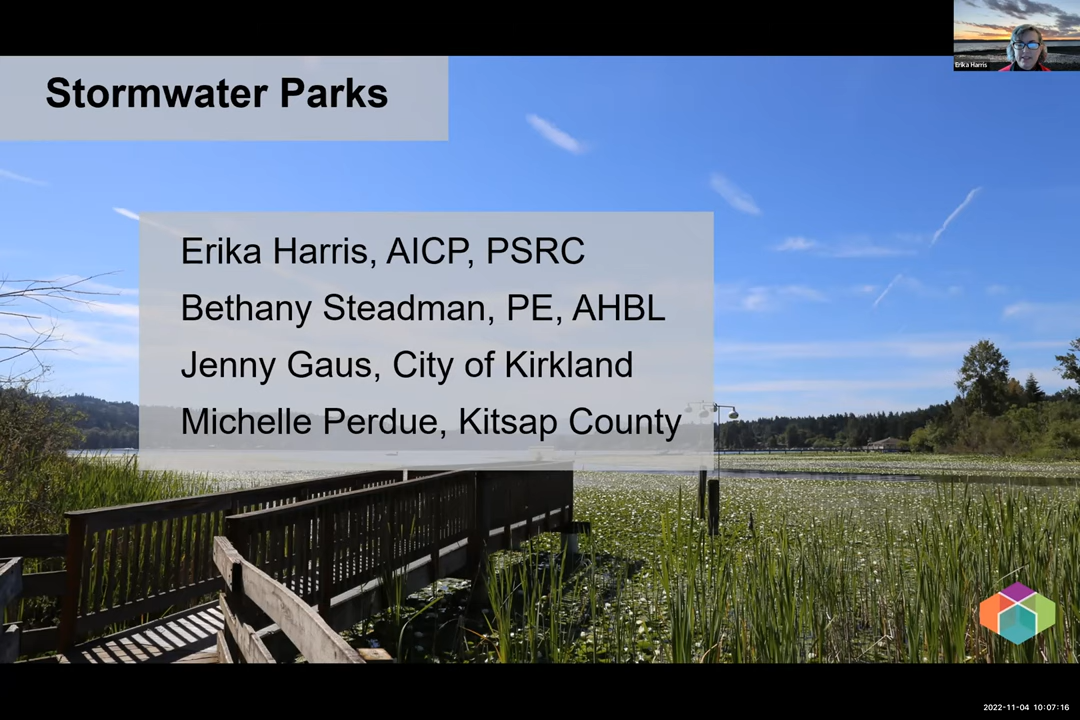 Erika Harris
Stormwater Parks
Erika Harris, AICP, PSRC
Bethany Steadman, PE, AHBL
Jenny Gaus, City of Kirkland
Michelle Perdue, Kitsap County
2022-11-04 10:07:16